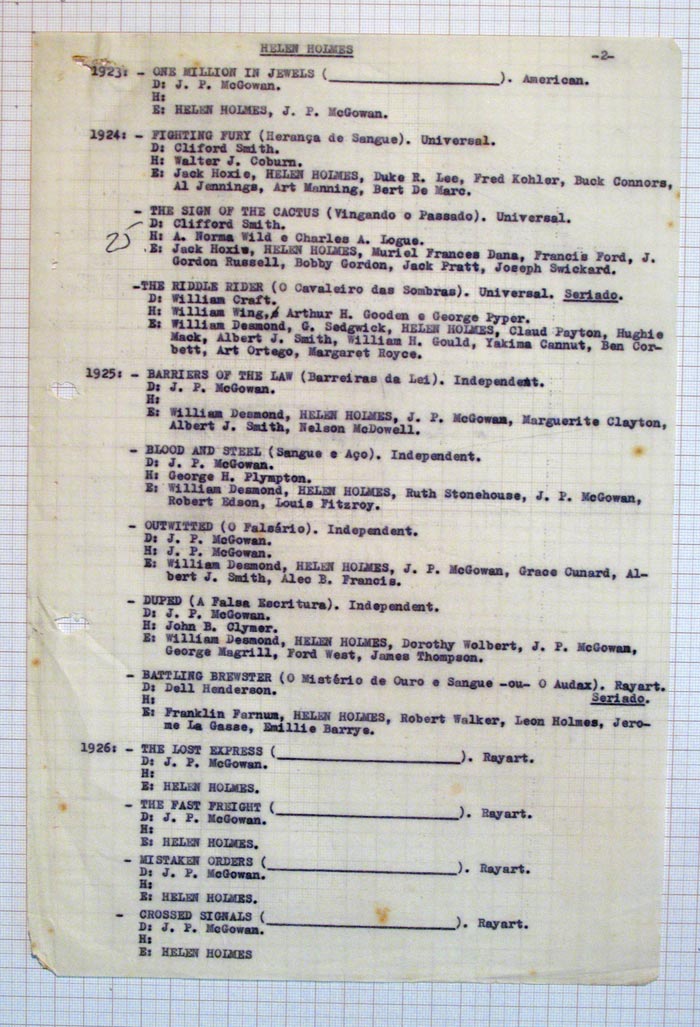 HELEN HOLMES
-2-
1923: - ONE MILLION IN JEWELS (____________________). American.
D: J. P. McGowan.
H:
E: HELEN HOLMES, J. P. McGowan.
1924: - FIGHTING FURY (Herança de Sangue). Universal.
D: Cliford Smith.
H: Walter J. Coburn.
E: Jack Hoxie, HELEN HOLMES, Duke R. Lee, Fred Kohler, Buck Connors,
Al Jennings, Art Manning, Bert De Marc.
- THE SIGN OF THE CACTUS (Vingando o Passado). Universal.
D: Clifford Smith.
25
H: A. Norma Wild e Charles A. Logue.
E: Jack Hoxie, HELEN HOLMES, Muriel Frances Dana, Francis Ford, J.
Gordon Russell, Bobby Gordon, Jack Pratt, Joseph Swickard.
-THE RIDDLE RIDER (O Cavaleiro das Sombras). Universal. Seriado.
D: William Craft.
H: William Wing, Arthur H. Gooden e George Pyper.
E: William Desmond, G. Sedgwick, HELEN HOLMES, Claud Payton, Hughie
Mack, Albert J. Smith, William H. Gould, Yakima Cannut, Ben Cor-
bett, Art Ortego, Margaret Royce.
1925: - BARRIERS OF THE LAW (Barreiras da Lei). Independent.
D: J. P. McGowan.
H:
E: William Desmond, HELEN HOLMES, J. P. McGowan, Marguerite Clayton,
Albert J. Smith, Nelson McDowell.
- BLOOD AND STEEL (Sangue e Aço). Independent.
D: J. P. McGowan.
H: George H. Plympton.
E: William Desmond, HELEN HOLMES, Ruth Stonehouse, J. P. McGowan,
Robert Edson, Louis Fitzroy.
- OUTWITTED (O Falsário). Independent.
D: J. P. McGowan.
H: J. P. McGowan.
E: William Desmond, HELEN HOLMES, J. P. McGowan, Grace Cunard, Al-
bert J. Smith, Alec B. Francis.
- DUPED (A Falsa Escritura). Independent.
D: J. P. McGowan.
H: John B. Clymer.
E: William Desmond, HELEN HOLMES, Dorothy Wolbert, J. P. McGowan,
George Magrill, Ford West, James Thompson.
- BATTLING BREWSTER (O Mistério de Ouro e Sangue -ou- O Audax). Rayart.
D: Dell Henderson. Seriado.
H:
E: Franklin Farnum, HELEN HOLMES, Robert Walker, Leon Holmes, Jero-
me La Gasse, Emillie Barrye.
1926: - THE LOST EXPRESS (____________________). Rayart.
D: J. P. McGowan.
H:
E: HELEN HOLMES.
- THE FAST FREIGHT (____________________). Rayart.
D: J. P. McGowan.
H:
E: HELEN HOLMES.
- MISTAKEN ORDERS (____________________). Rayart.
D: J. P. McGowan.
H:
E: HELEN HOLMES.
- CROSSED SIGNALS (____________________). Rayart.
D: J. P. McGowan.
H:
E: HELEN HOLMES